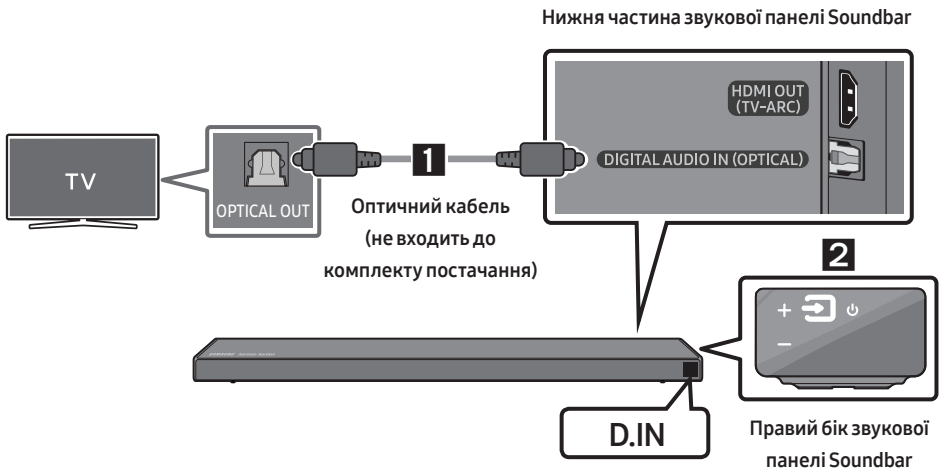 Нижня частина звукової панелі Soundbar
HDMI OUT
(TV-ARC)
DIGITAL AUDIO IN (OPTICAL)
TV
OPTICAL OUT
1
Оптичний кабель
(не входить до
комплекту постачання)
2
+
−
D.IN
Правий бік звукової
панелі Soundbar